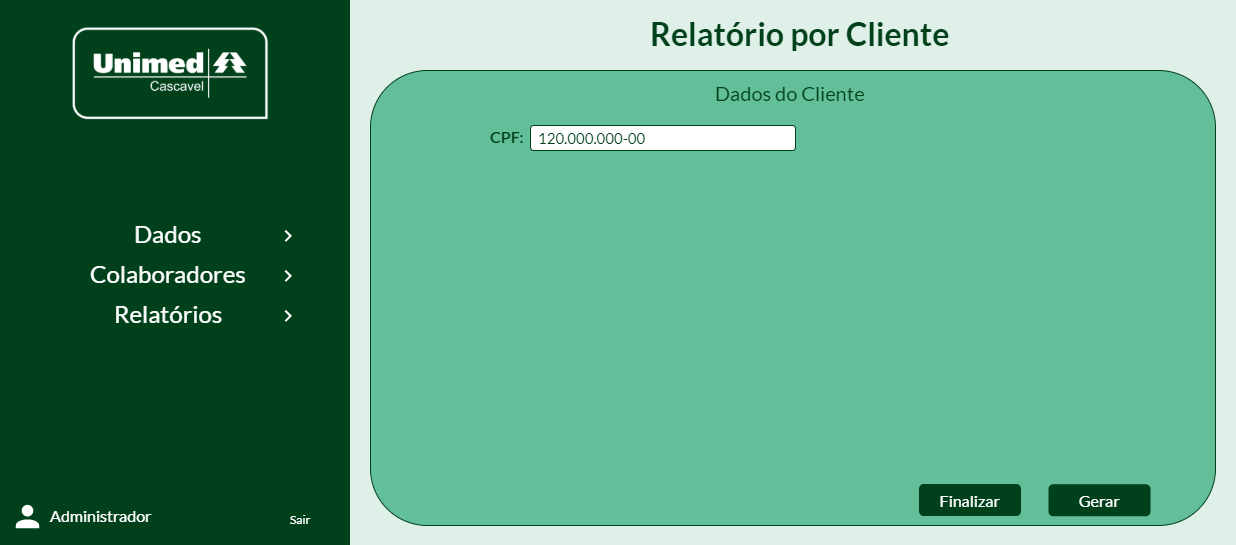 Unimed
Cascavel
Dados
Colaboradores
Relatórios
Administrador
Sair
Relatório por Cliente
Dados do Cliente
CPF: 120.000.000-00
Finalizar
Gerar